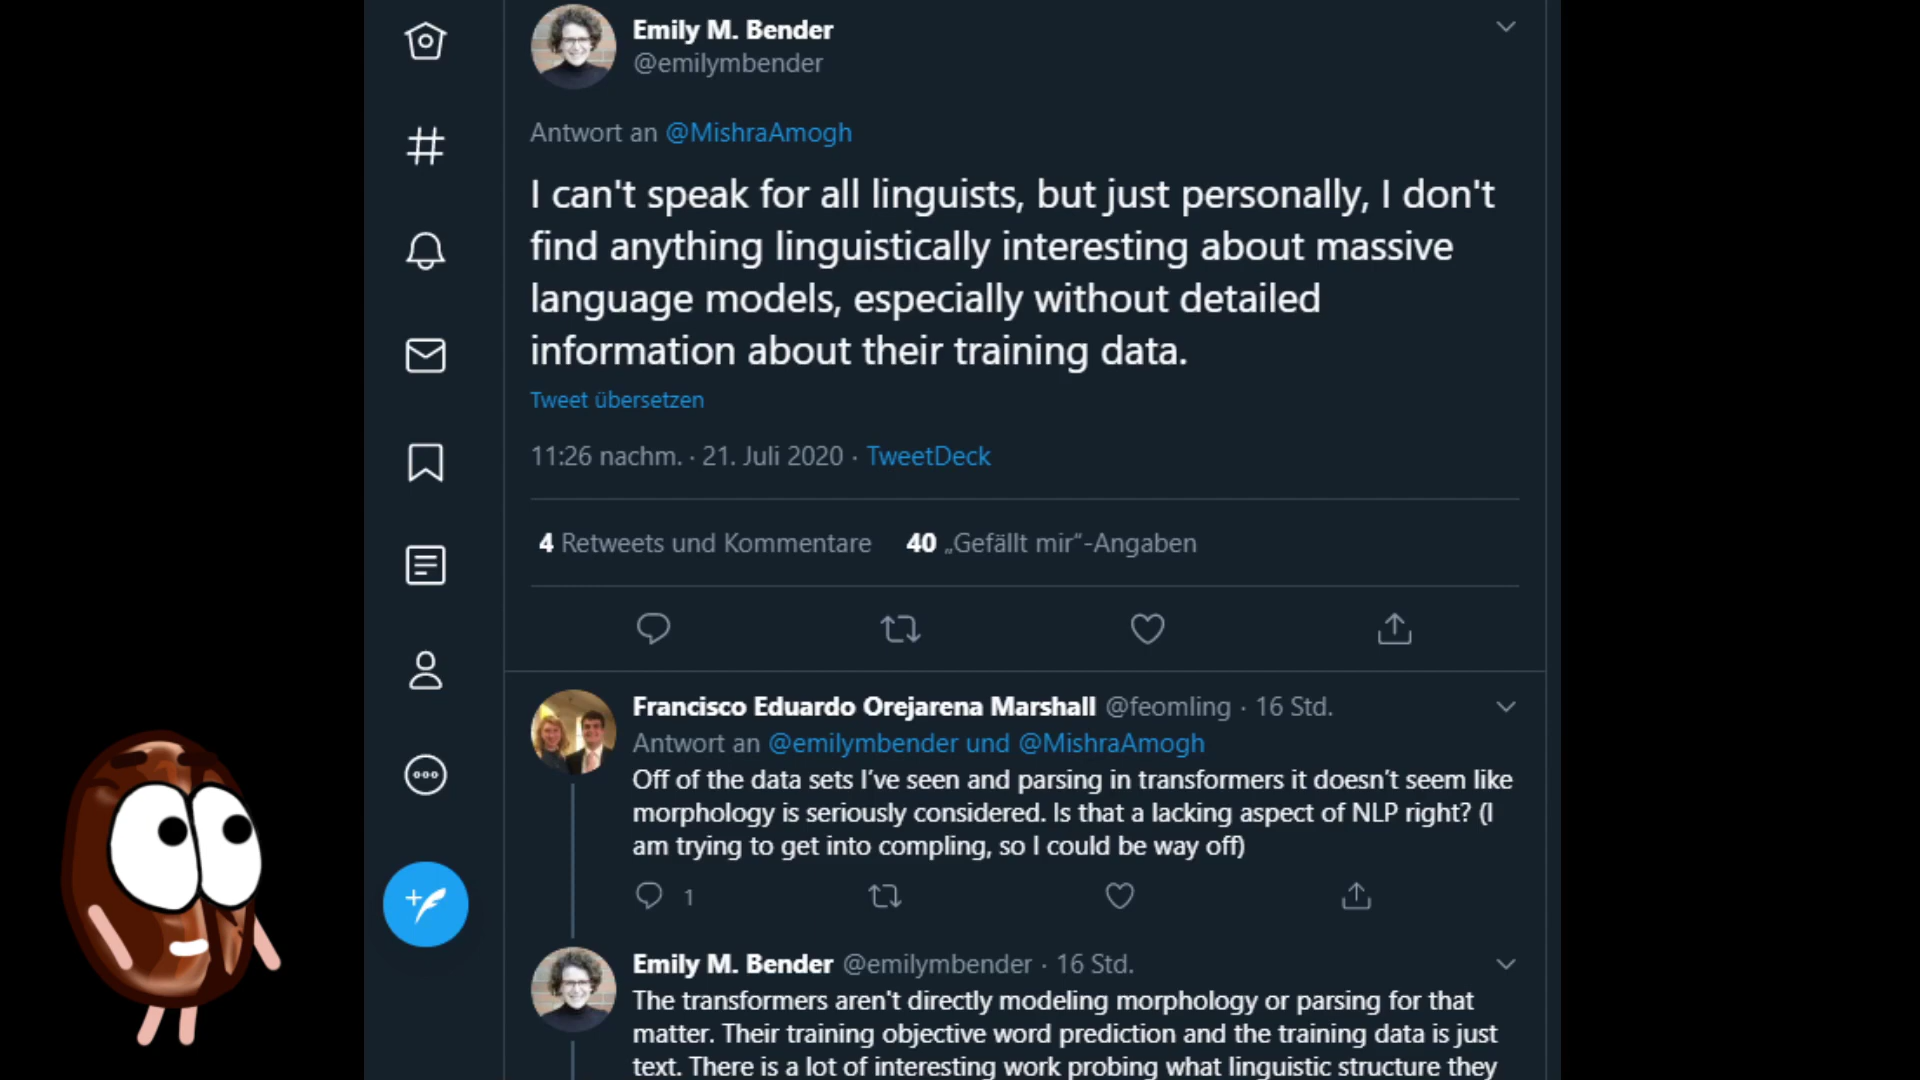 Emily M. Bender
@emilymbender
Antwort an @MishraAmogh
I can't speak for all linguists, but just personally, I don't
find anything linguistically interesting about massive
language models, especially without detailed
information about their training data.
Tweet übersetzen
11:26 nachm. · 21. Juli 2020 · TweetDeck
4 Retweets und Kommentare 40 „Gefällt mir“-Angaben
Francisco Eduardo Orejarena Marshall @feomling · 16 Std.
Antwort an @emilymbender und @MishraAmogh
Off of the data sets I’ve seen and parsing in transformers it doesn’t seem like
morphology is seriously considered. Is that a lacking aspect of NLP right? (I
am trying to get into compling, so I could be way off)
1
Emily M. Bender @emilymbender · 16 Std.
The transformers aren't directly modeling morphology or parsing for that
matter. Their training objective word prediction and the training data is just
text. There is a lot of interesting work probing what linguistic structure they